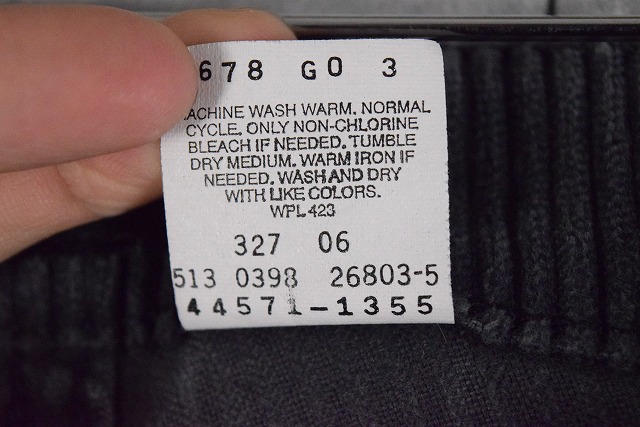 678 GO 3
MACHINE WASH WARM. NORMAL
CYCLE. ONLY NON-CHLORINE
BLEACH IF NEEDED. TUMBLE
DRY MEDIUM. WARM IRON IF
NEEDED. WASH AND DRY
WITH LIKE COLORS.
WPL 423
327 06
513 0398 26803-5
44571-1355